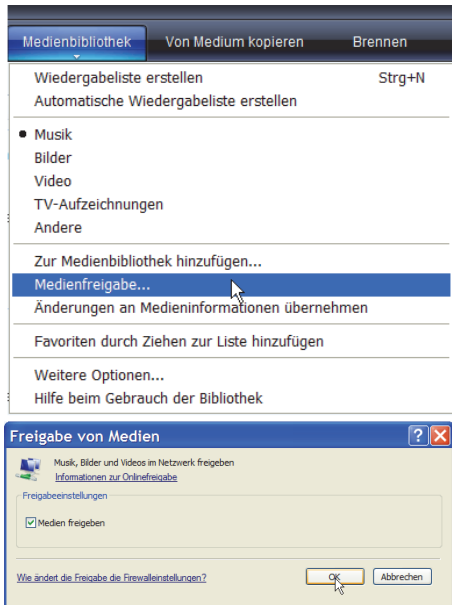 Medienbibliothek Von Medium kopieren Brennen
Wiedergabeliste erstellen Strg+N
Automatische Wiedergabeliste erstellen
Musik
Bilder
Video
TV-Aufzeichnungen
Andere
Zur Medienbibliothek hinzufügen...
Medienfreigabe...
Änderungen an Medieninformationen übernehmen
Favoriten durch Ziehen zur Liste hinzufügen
Weitere Optionen...
Hilfe beim Gebrauch der Bibliothek
Freigabe von Medien
Musik, Bilder und Videos im Netzwerk freigeben
Informationen zur Onlinefreigabe
Freigabeeinstellungen
Medien freigeben
Wie ändert die Freigabe die Firewalleinstellungen? OK Abbrechen